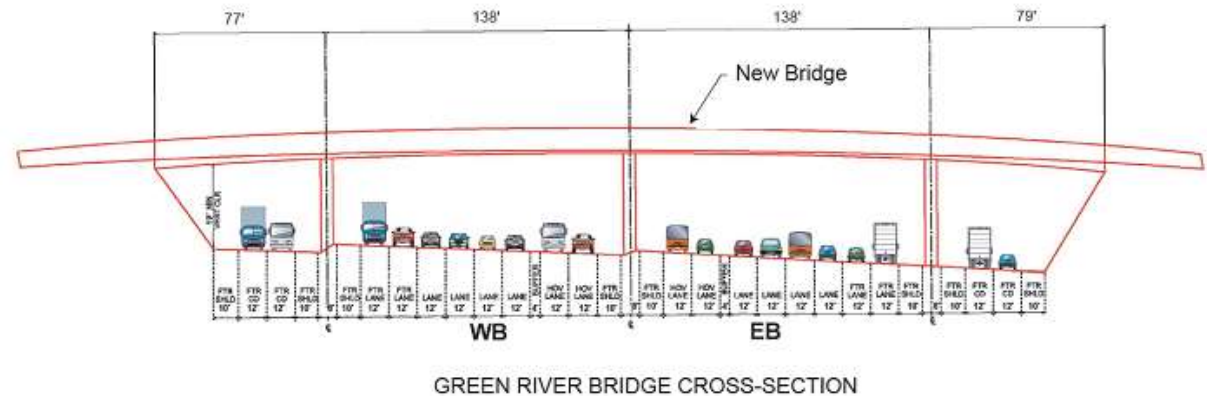 77'
138'
138'
79'
New Bridge
FTR SHLD 10'
FTR CD 12'
FTR CD 12'
FTR SHLD 10'
FTR SHLD 10'
FTR LANE 12'
FTR LANE 12'
LANE 12'
LANE 12'
LANE 12'
LANE 12'
BUFFER 4'
HOV LANE 12'
HOV LANE 12'
FTR SHLD 10'
FTR SHLD 10'
HOV LANE 12'
HOV LANE 12'
BUFFER 4'
LANE 12'
LANE 12'
LANE 12'
LANE 12'
FTR LANE 12'
FTR LANE 12'
FTR SHLD 10'
FTR SHLD 10'
FTR CD 12'
FTR CD 12'
FTR SHLD 10'
WB
EB
GREEN RIVER BRIDGE CROSS-SECTION